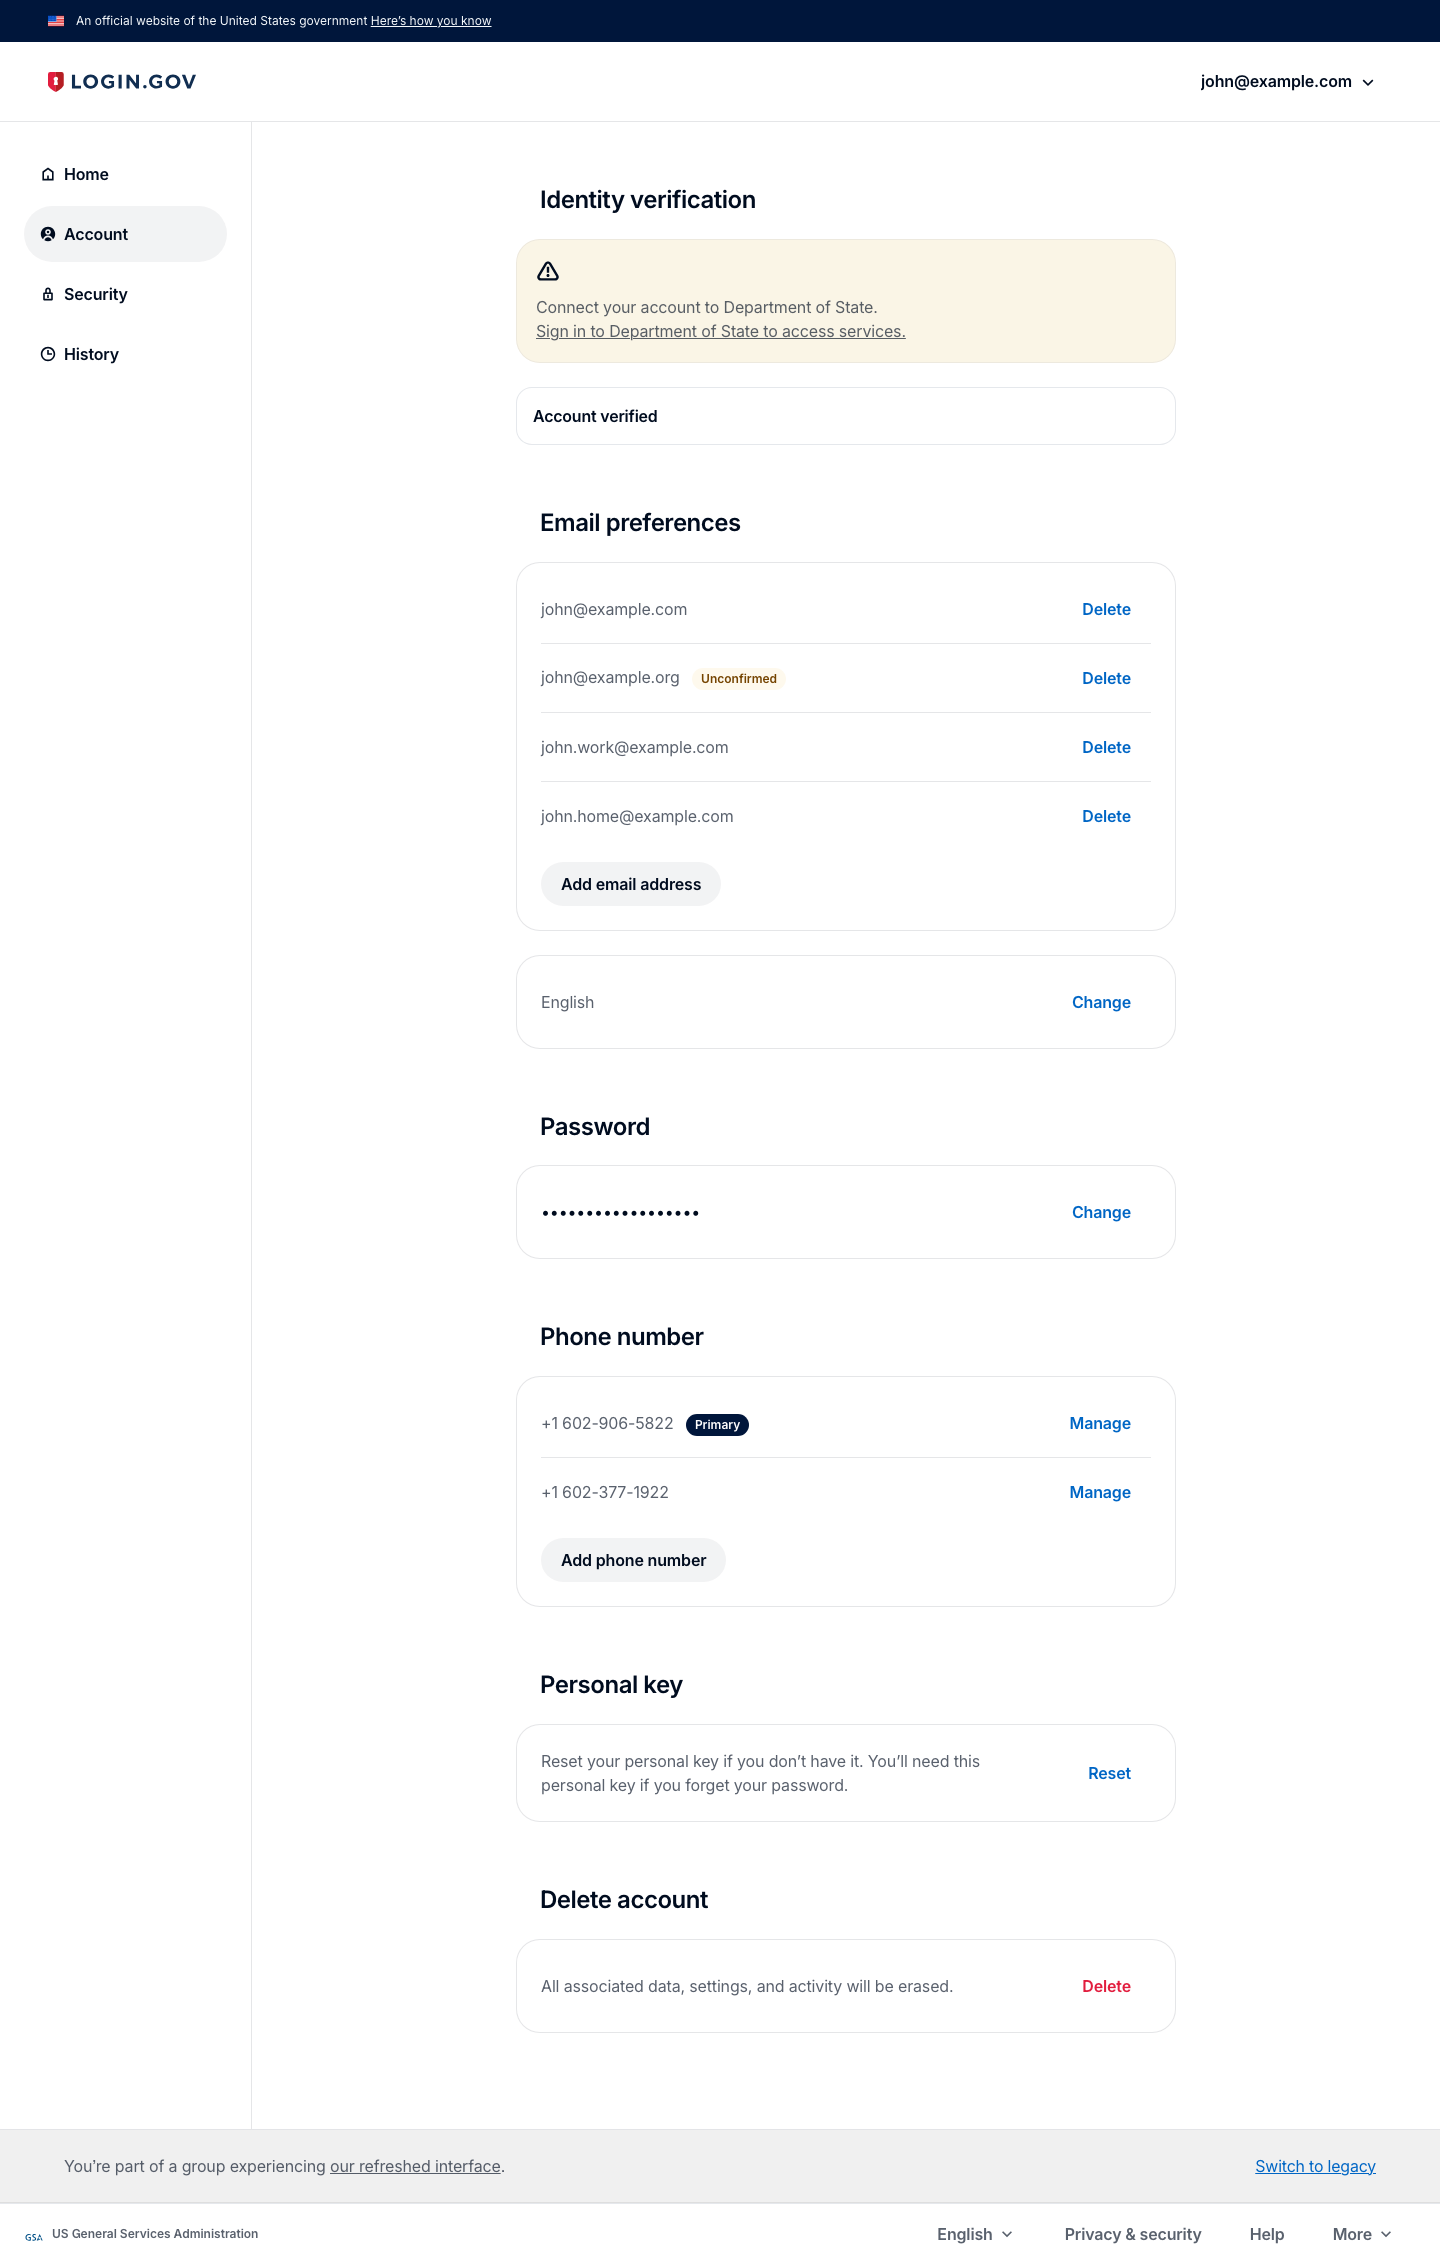 An official website of the United States government Here’s how you know
LOGIN.GOV
john@example.com
Home
Account
Security
History
Identity verification
Connect your account to Department of State.
Sign in to Department of State to access services.
Account verified
Email preferences
john@example.com Delete
john@example.org Unconfirmed Delete
john.work@example.com Delete
john.home@example.com Delete
Add email address
English Change
Password
•••••••••••••••••• Change
Phone number
+1 602-906-5822 Primary Manage
+1 602-377-1922 Manage
Add phone number
Personal key
Reset your personal key if you don’t have it. You’ll need this
personal key if you forget your password.
Reset
Delete account
All associated data, settings, and activity will be erased. Delete
You’re part of a group experiencing our refreshed interface. Switch to legacy
GSA US General Services Administration English Privacy & security Help More